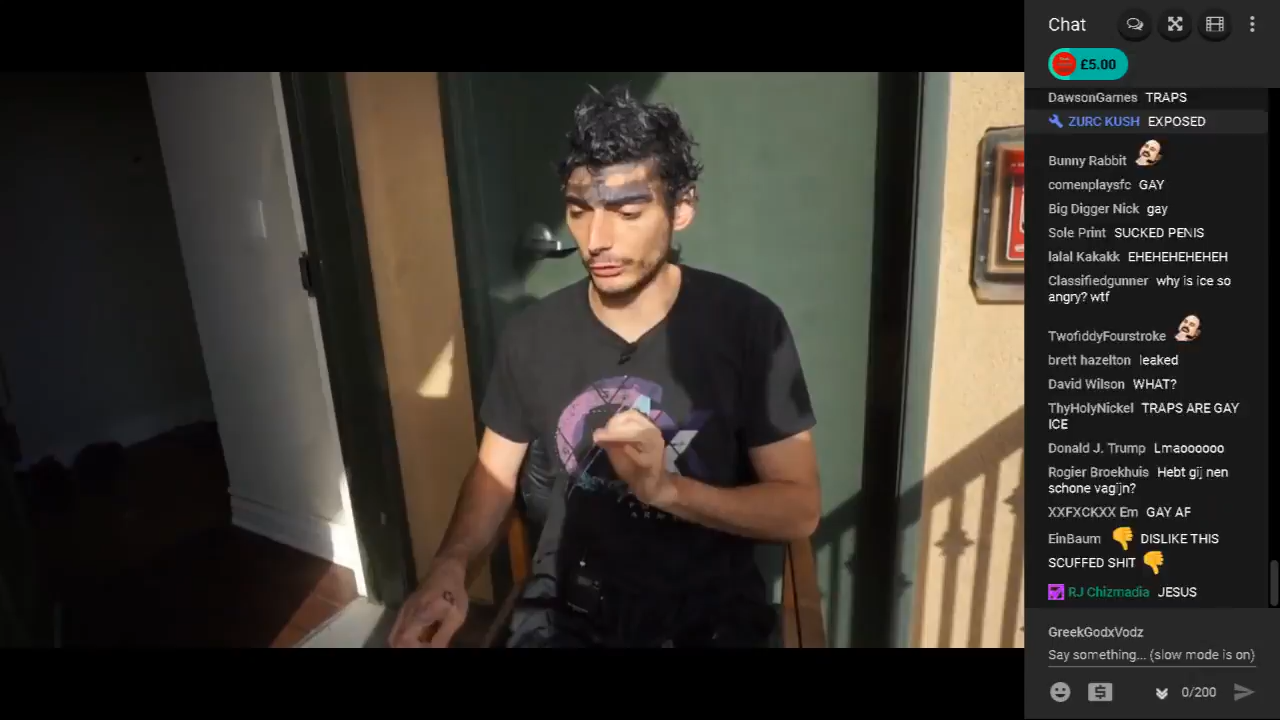 Chat
£5.00
DawsonGames TRAPS
ZURC KUSH EXPOSED
Bunny Rabbit
comenplaysfc GAY
Big Digger Nick gay
Sole Print SUCKED PENIS
lalal Kakakk EHEHEHEHEHEH
Classifiedgunner why is ice so
angry? wtf
TwofiddyFourstroke
brett hazelton leaked
David Wilson WHAT?
ThyHolyNickel TRAPS ARE GAY
ICE
Donald J. Trump Lmaoooooo
Rogier Broekhuis Hebt gij nen
schone vagijn?
XXFXCKXX Em GAY AF
EinBaum 👎 DISLIKE THIS
SCUFFED SHIT 👎
RJ Chizmadia JESUS
GreekGodxVodz
Say something... (slow mode is on)
0/200